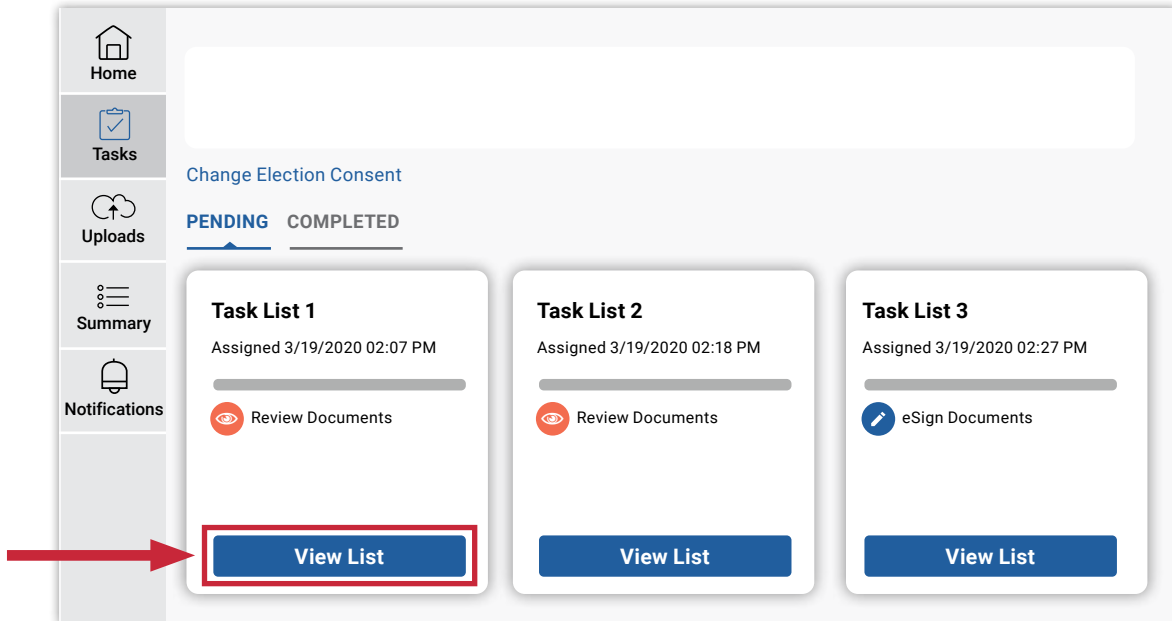 Home
Tasks
Uploads
Summary
Notifications
Change Election Consent
PENDING COMPLETED
Task List 1
Assigned 3/19/2020 02:07 PM
Review Documents
View List
Task List 2
Assigned 3/19/2020 02:18 PM
Review Documents
View List
Task List 3
Assigned 3/19/2020 02:27 PM
eSign Documents
View List